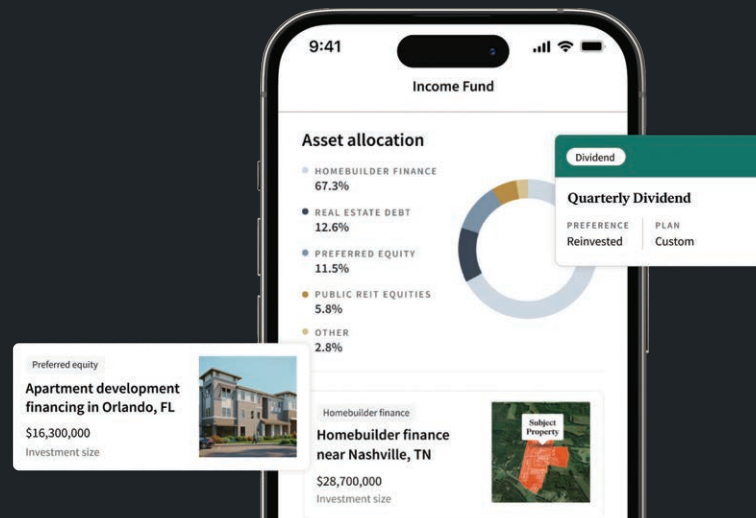 9:41
Income Fund
Asset allocation
HOMEBUILDER FINANCE
67.3%
REAL ESTATE DEBT
12.6%
PREFERRED EQUITY
11.5%
PUBLIC REIT EQUITIES
5.8%
OTHER
2.8%
Dividend
Quarterly Dividend
PREFERENCE
Reinvested
PLAN
Custom
Preferred equity
Apartment development
financing in Orlando, FL
$16,300,000
Investment size
Homebuilder finance
Homebuilder finance
near Nashville, TN
$28,700,000
Investment size
Subject
Property